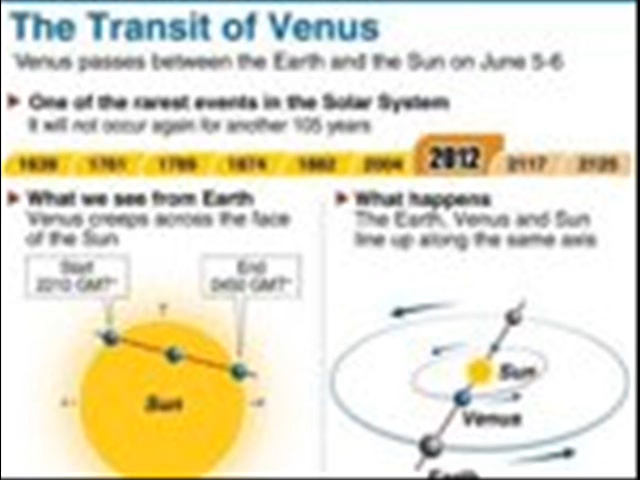 The Transit of Venus
Venus passes between the Earth and the Sun on June 5-6
One of the rarest events in the Solar System
It will not occur again for another 105 years
1639 1761 1769 1874 1882 2004 2012 2117 2125
What we see from Earth
Venus creeps across the face
of the Sun
Start
2210 GMT*
End
0450 GMT*
Sun
What happens
The Earth, Venus and Sun
line up along the same axis
Sun
Venus
Earth